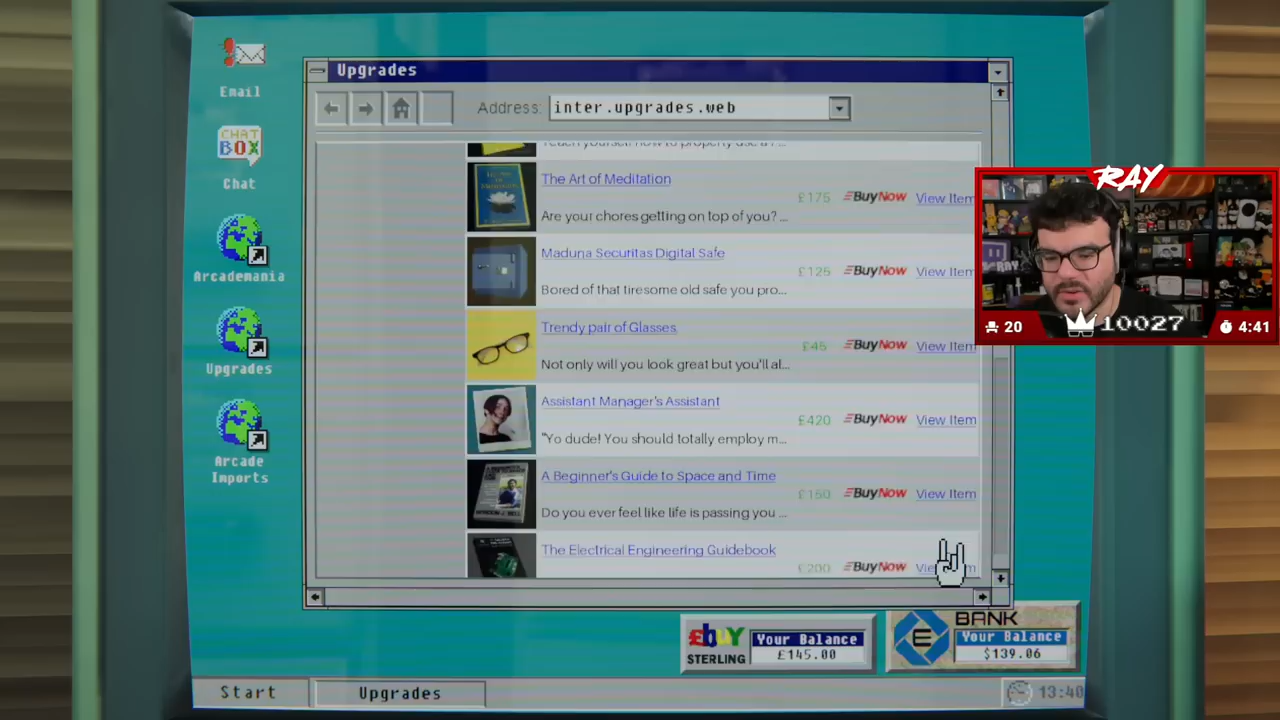 Upgrades
Email
Address: inter.upgrades.web
CHAT
BOX
Chat
The Art of Meditation
£175 BuyNow View Item
Are your chores getting on top of you? ...
RAY
Maduna Securitas Digital Safe
£125 BuyNow View Item
Bored of that tiresome old safe you pro...
Arcademania
Trendy pair of Glasses
£45 BuyNow View Item
Not only will you look great but you'll al...
20 10027 4:41
Upgrades
Assistant Manager's Assistant
£420 BuyNow View Item
"Yo dude! You should totally employ m...
Arcade
Imports
A Beginner's Guide to Space and Time
£150 BuyNow View Item
Do you ever feel like life is passing you ...
The Electrical Engineering Guidebook
£200 BuyNow
ebuy
STERLING
Your Balance
£145.00
E
BANK
Your Balance
$139.06
Start
Upgrades
13:40